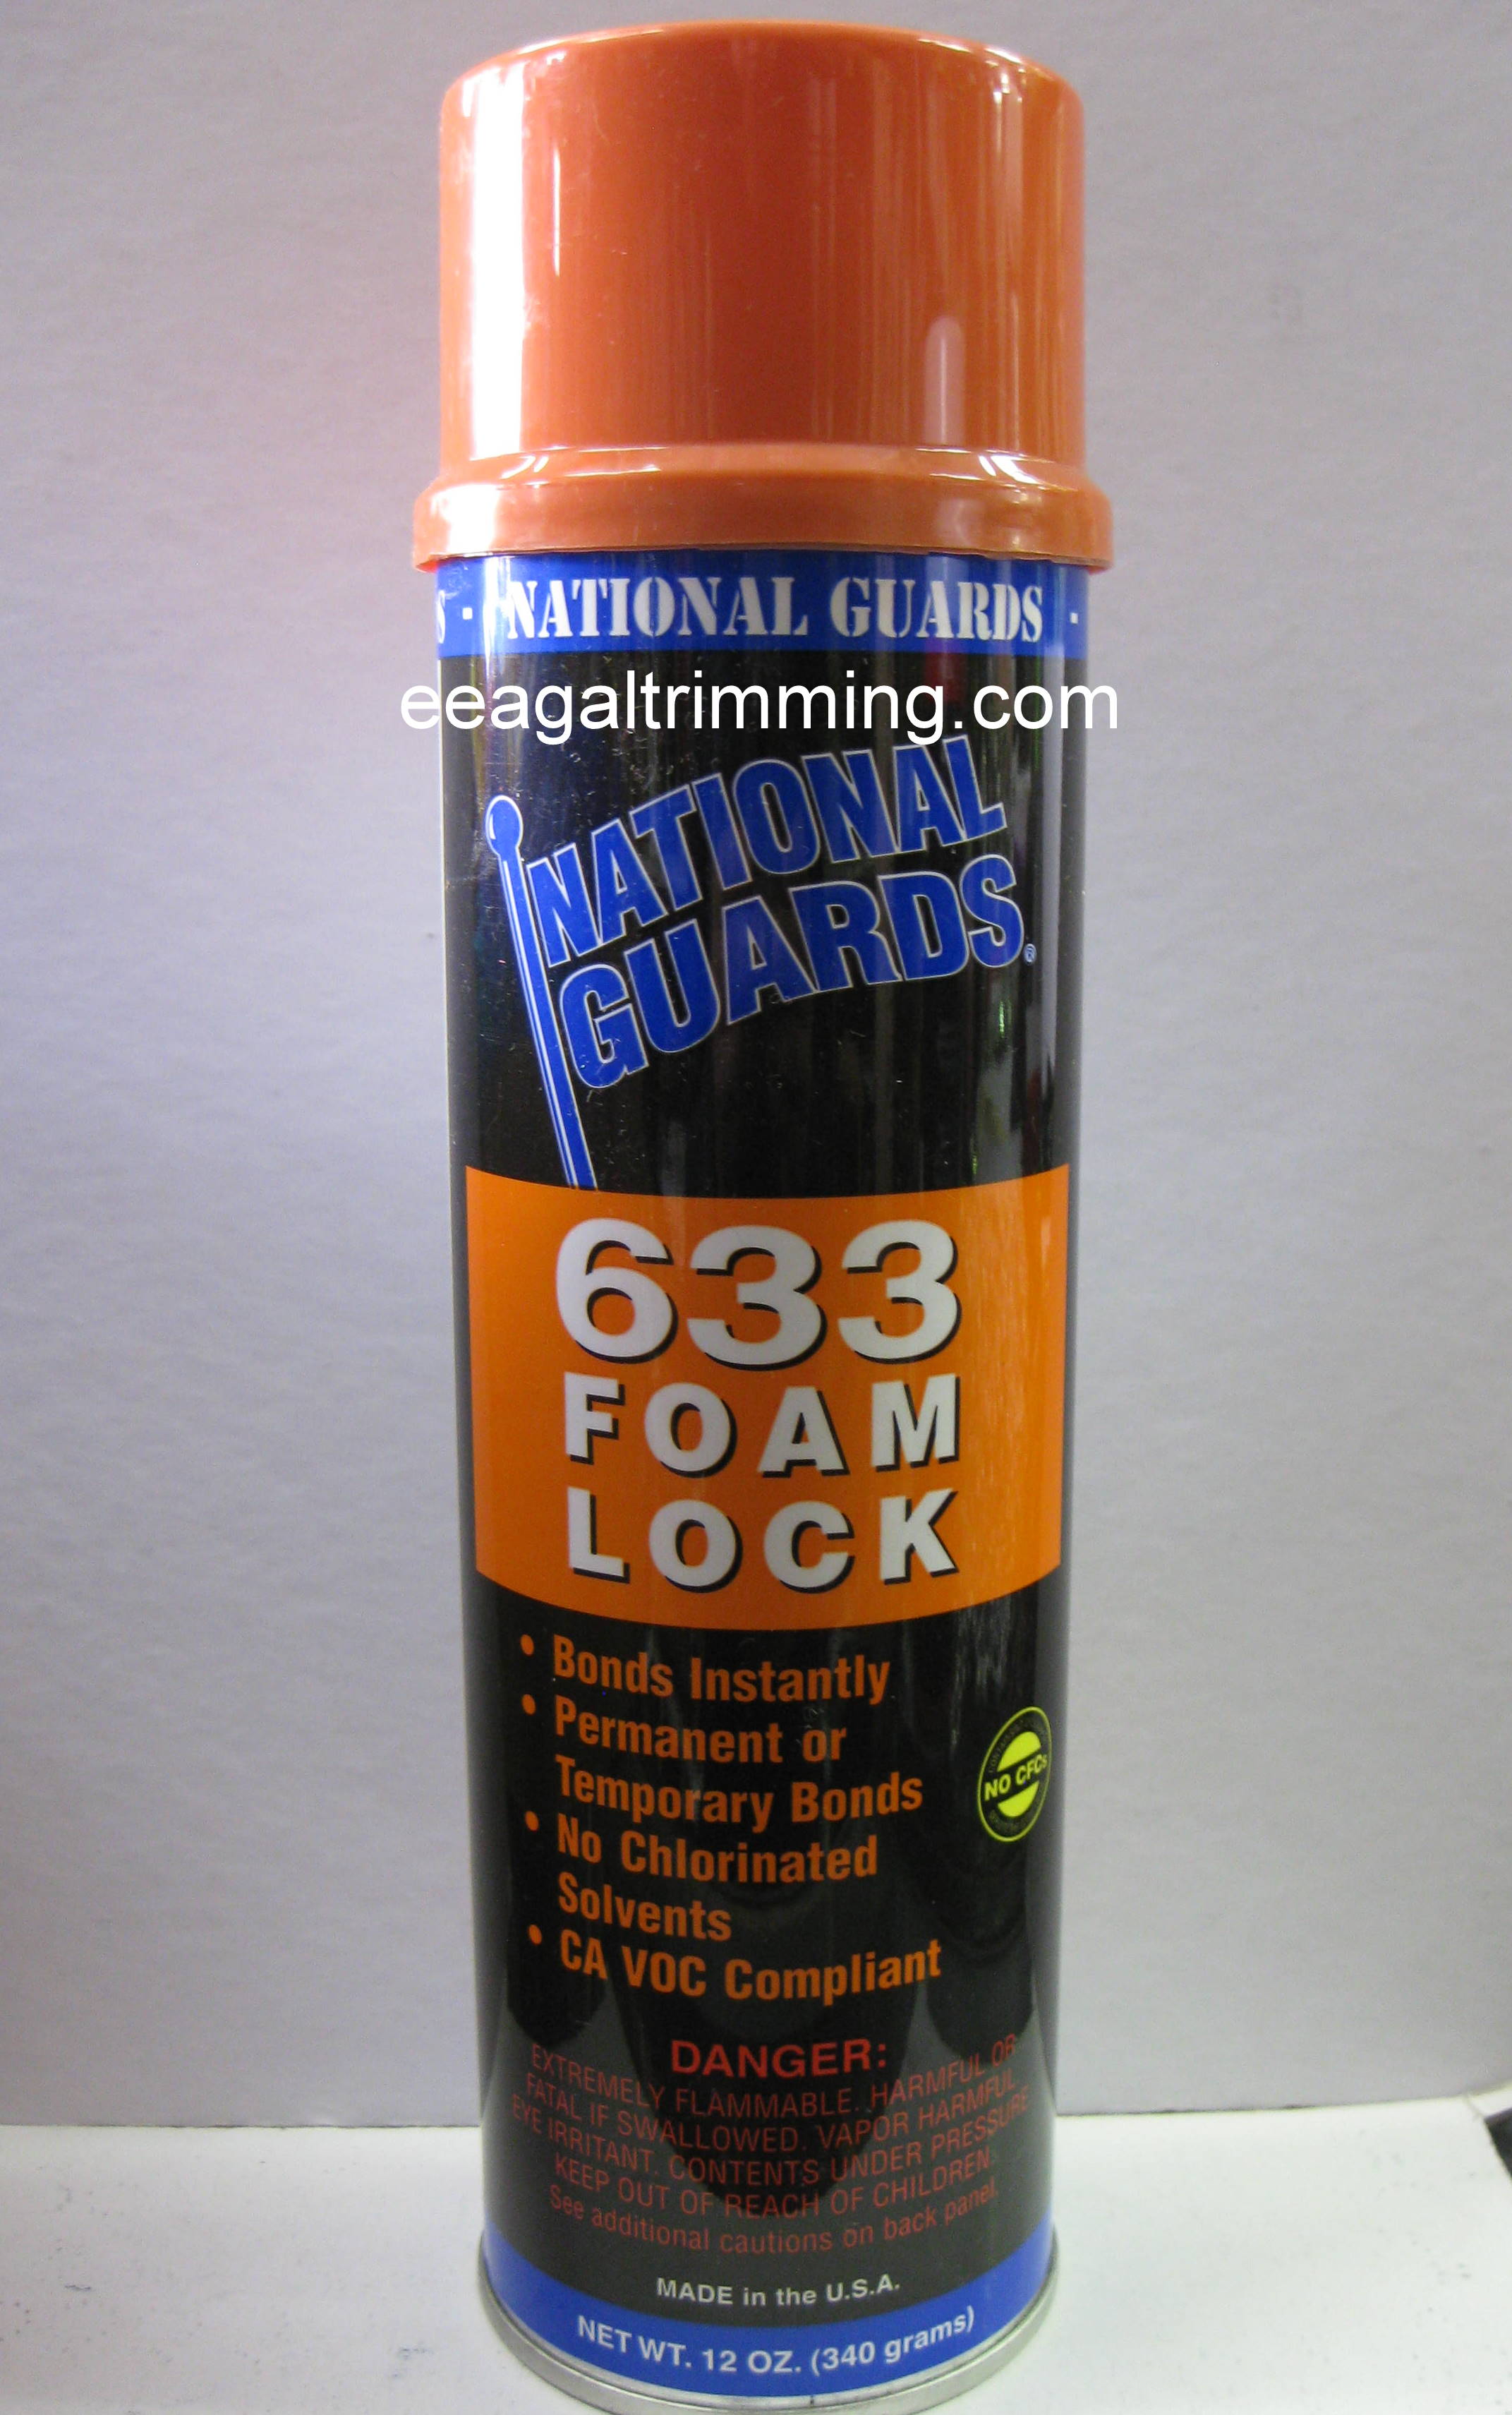 S · NATIONAL GUARDS ·
eeagaltrimming.com
NATIONAL
GUARDS®
633
FOAM
LOCK
• Bonds Instantly
• Permanent or
Temporary Bonds
• No Chlorinated
Solvents
• CA VOC Compliant
NO CFCs
DANGER:
EXTREMELY FLAMMABLE. HARMFUL OR
FATAL IF SWALLOWED. VAPOR HARMFUL
EYE IRRITANT. CONTENTS UNDER PRESSURE
KEEP OUT OF REACH OF CHILDREN.
See additional cautions on back panel.
MADE in the U.S.A.
NET WT. 12 OZ. (340 grams)